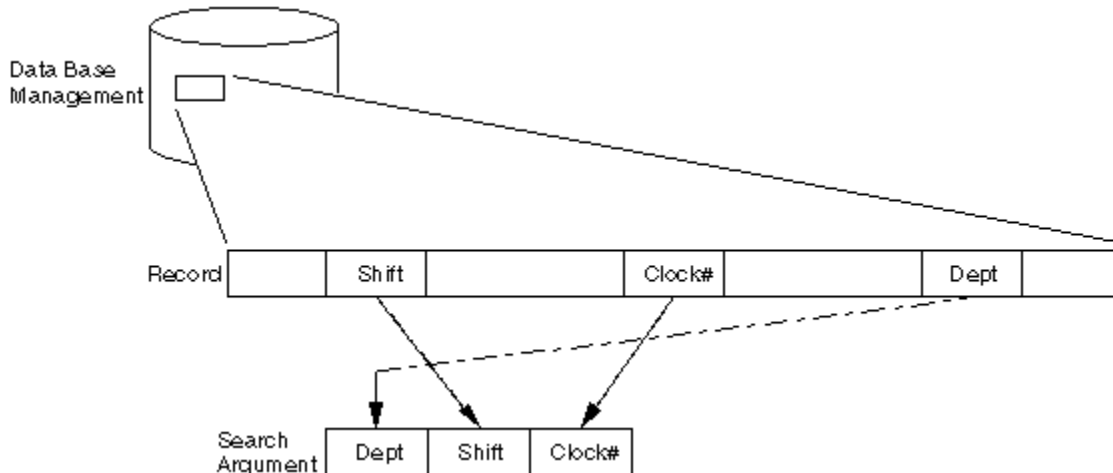 Data Base
Management
Record
Shift
Clock#
Dept
Search
Argument
Dept
Shift
Clock#